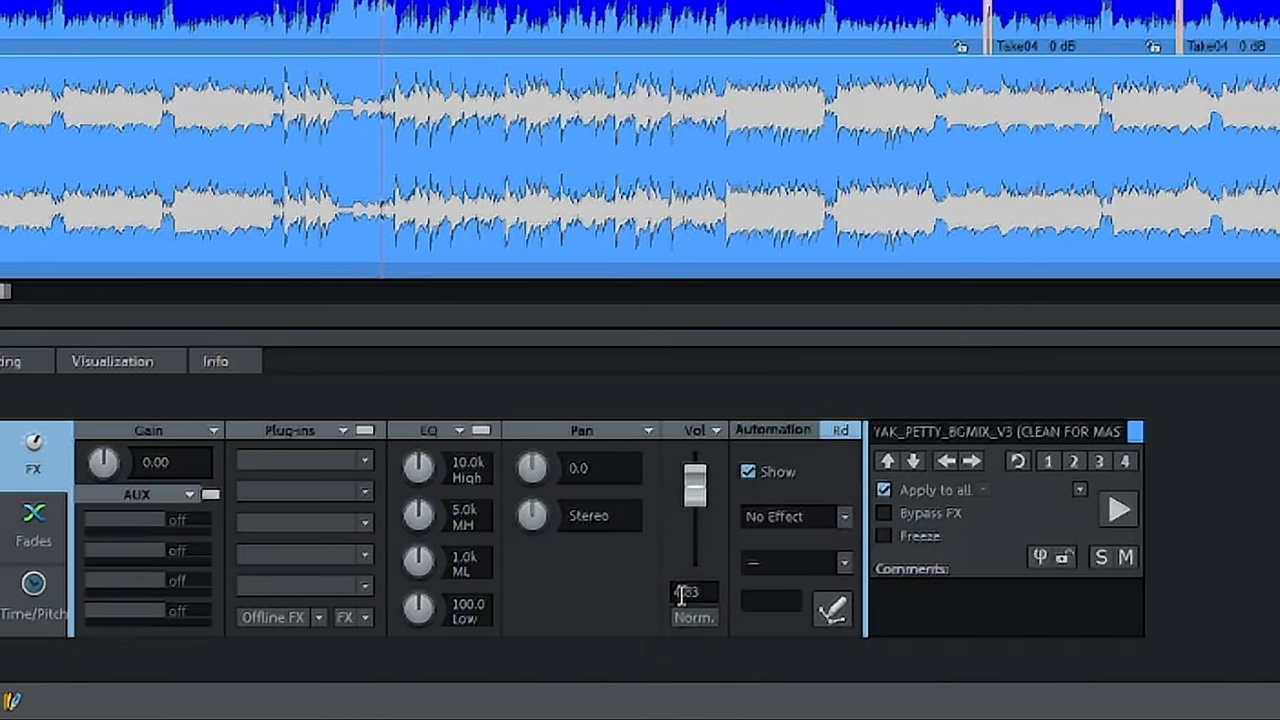 Take04 0 dB Take04 0 dB
Visualization Info
Gain Plug-ins EQ Pan Vol Automation Rd
YAK_PETTY_BGMIX_V3 (CLEAN FOR MAS
FX
0.00
10.0k
High
0.0
Show
1 2 3 4
AUX
Apply to all
off
5.0k
MH
Stereo
No Effect
Bypass FX
Fades
off
1.0k
ML
Freeze
off
S M
Comments:
Time/Pitch
off
Offline FX FX
100.0
Low
Norm.